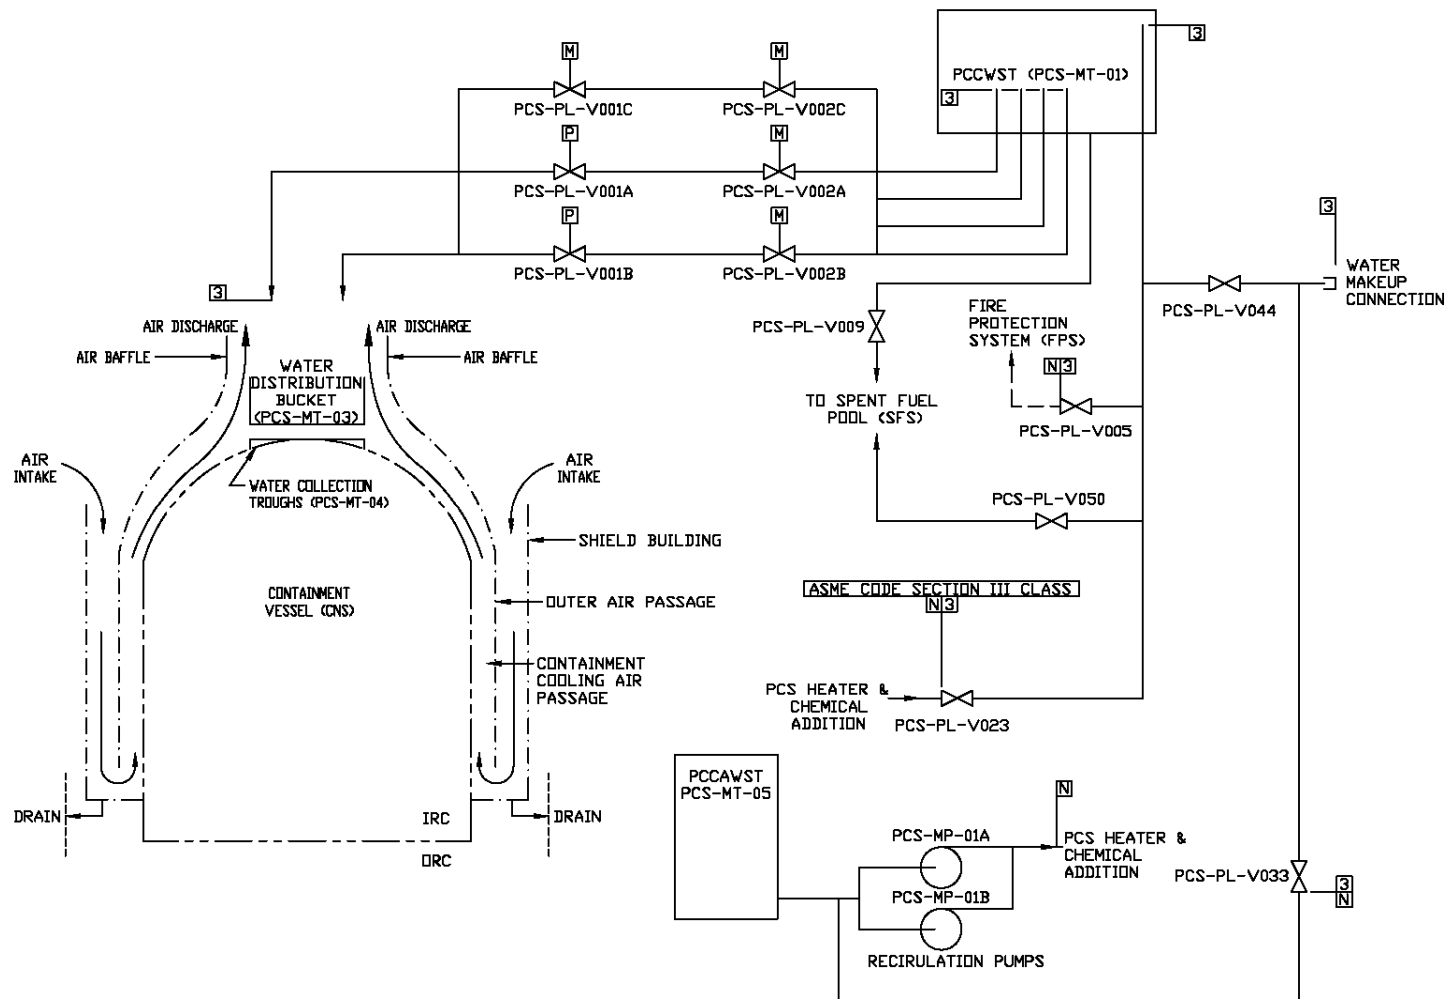 M
M
3
PCCWST (PCS-MT-01)
3
PCS-PL-V001C
PCS-PL-V002C
P
M
PCS-PL-V001A
PCS-PL-V002A
P
M
3
PCS-PL-V001B
PCS-PL-V002B
WATER
MAKEUP
CONNECTION
3
PCS-PL-V044
AIR DISCHARGE
AIR DISCHARGE
PCS-PL-V009
FIRE
PROTECTION
SYSTEM (FPS)
AIR BAFFLE
AIR BAFFLE
WATER
DISTRIBUTION
BUCKET
(PCS-MT-03)
N 3
TO SPENT FUEL
POOL (SFS)
PCS-PL-V005
AIR
INTAKE
AIR
INTAKE
WATER COLLECTION
TROUGHS (PCS-MT-04)
PCS-PL-V050
SHIELD BUILDING
CONTAINMENT
VESSEL (CNS)
OUTER AIR PASSAGE
ASME CODE SECTION III CLASS
N 3
CONTAINMENT
COOLING AIR
PASSAGE
PCS HEATER &
CHEMICAL
ADDITION
PCS-PL-V023
PCCAWST
PCS-MT-05
N
DRAIN
IRC
DRAIN
ORC
PCS-MP-01A
PCS HEATER &
CHEMICAL
ADDITION
PCS-PL-V033
3
N
PCS-MP-01B
RECIRULATION PUMPS